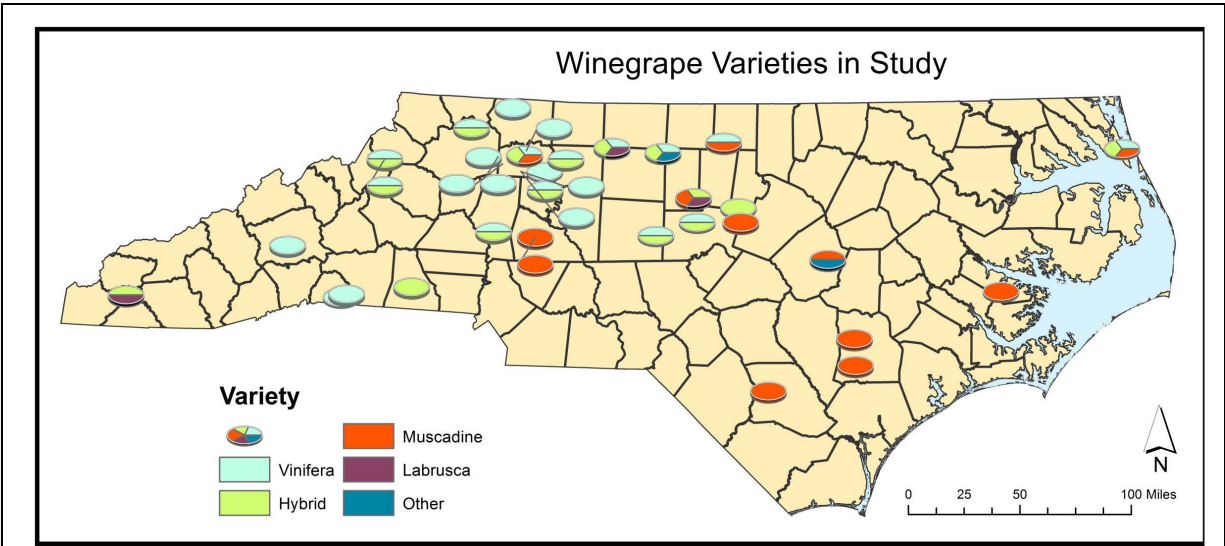 Winegrape Varieties in Study
Variety
Muscadine
Vinifera
Labrusca
Hybrid
Other
N
0 25 50 100 Miles